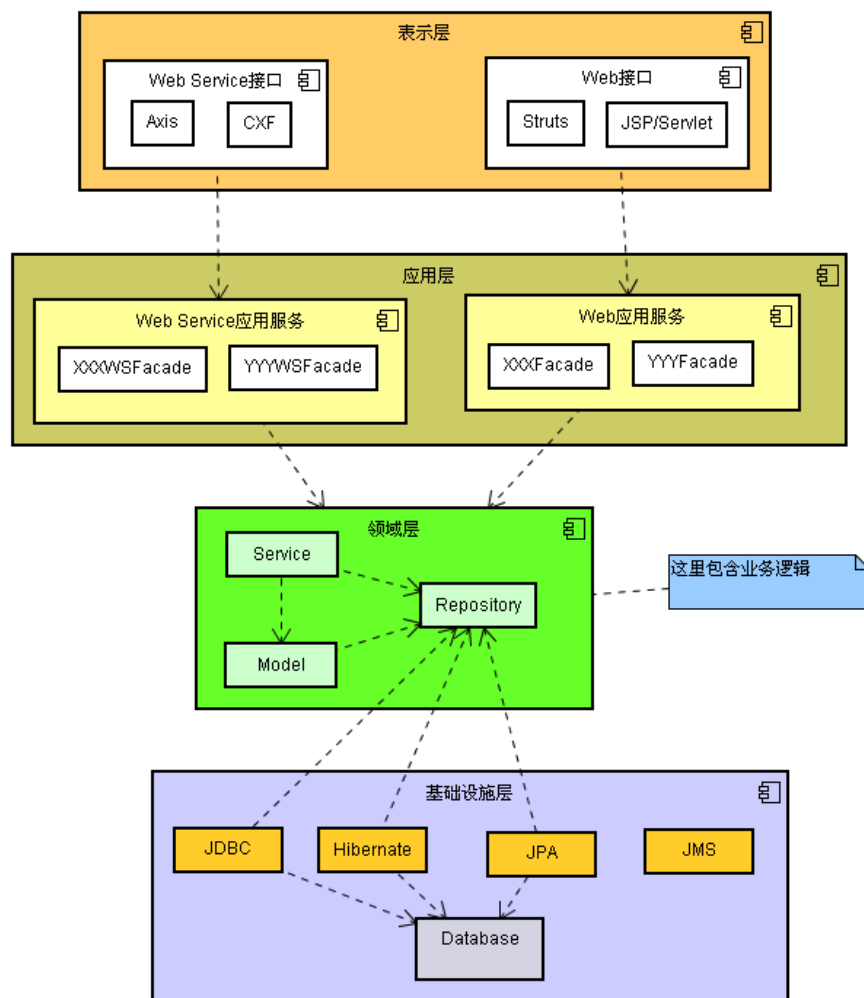 表示层
Web Service接口
Web接口
Axis
CXF
Struts
JSP/Servlet
应用层
Web Service应用服务
Web应用服务
XXXWSFacade
YYYWSFacade
XXXFacade
YYYFacade
领域层
Service
Repository
Model
这里包含业务逻辑
基础设施层
JDBC
Hibernate
JPA
JMS
Database